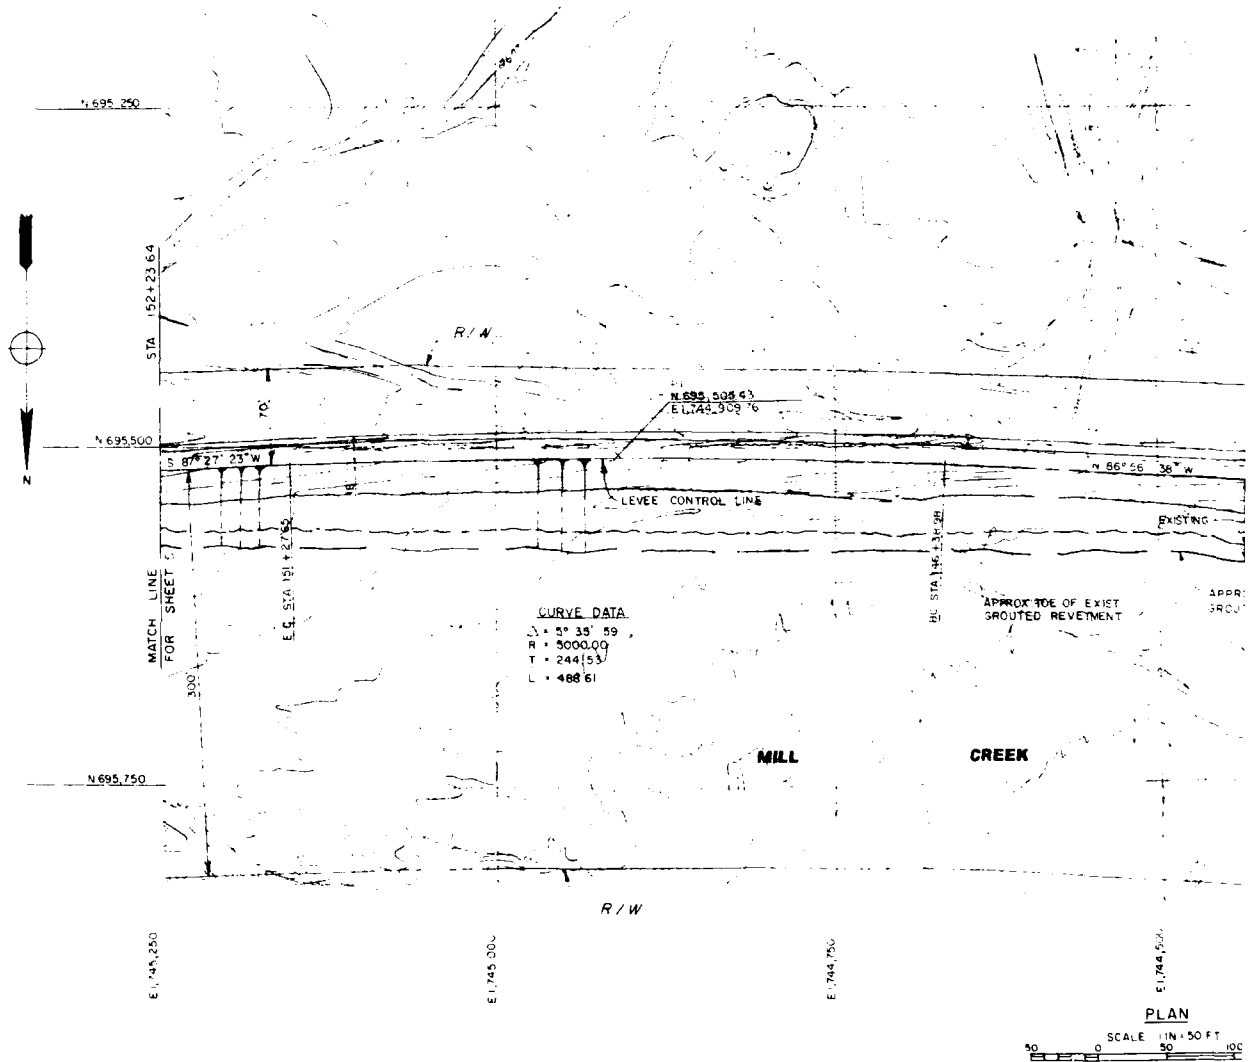 N 695,250
STA 152+23.64
R/W
70'
N. 695,505.43
E 1,744,909.76
N 695,500
S 87° 27' 23" W
N 86° 56' 38" W
N
LEVEE CONTROL LINE
EXISTING
E.C. STA 151+27.65
B.C. STA 146+38.98
MATCH LINE
FOR SHEET
CURVE DATA
Δ = 5° 35' 59"
R = 5000.00
T = 244.53
L = 488.61
APPROX TOE OF EXIST
GROUTED REVETMENT
300'
MILL CREEK
N 695,750
R/W
E 1,745,250
E 1,745,000
E 1,744,750
E 1,744,500
PLAN
SCALE 1 IN = 50 FT
50 0 50 100